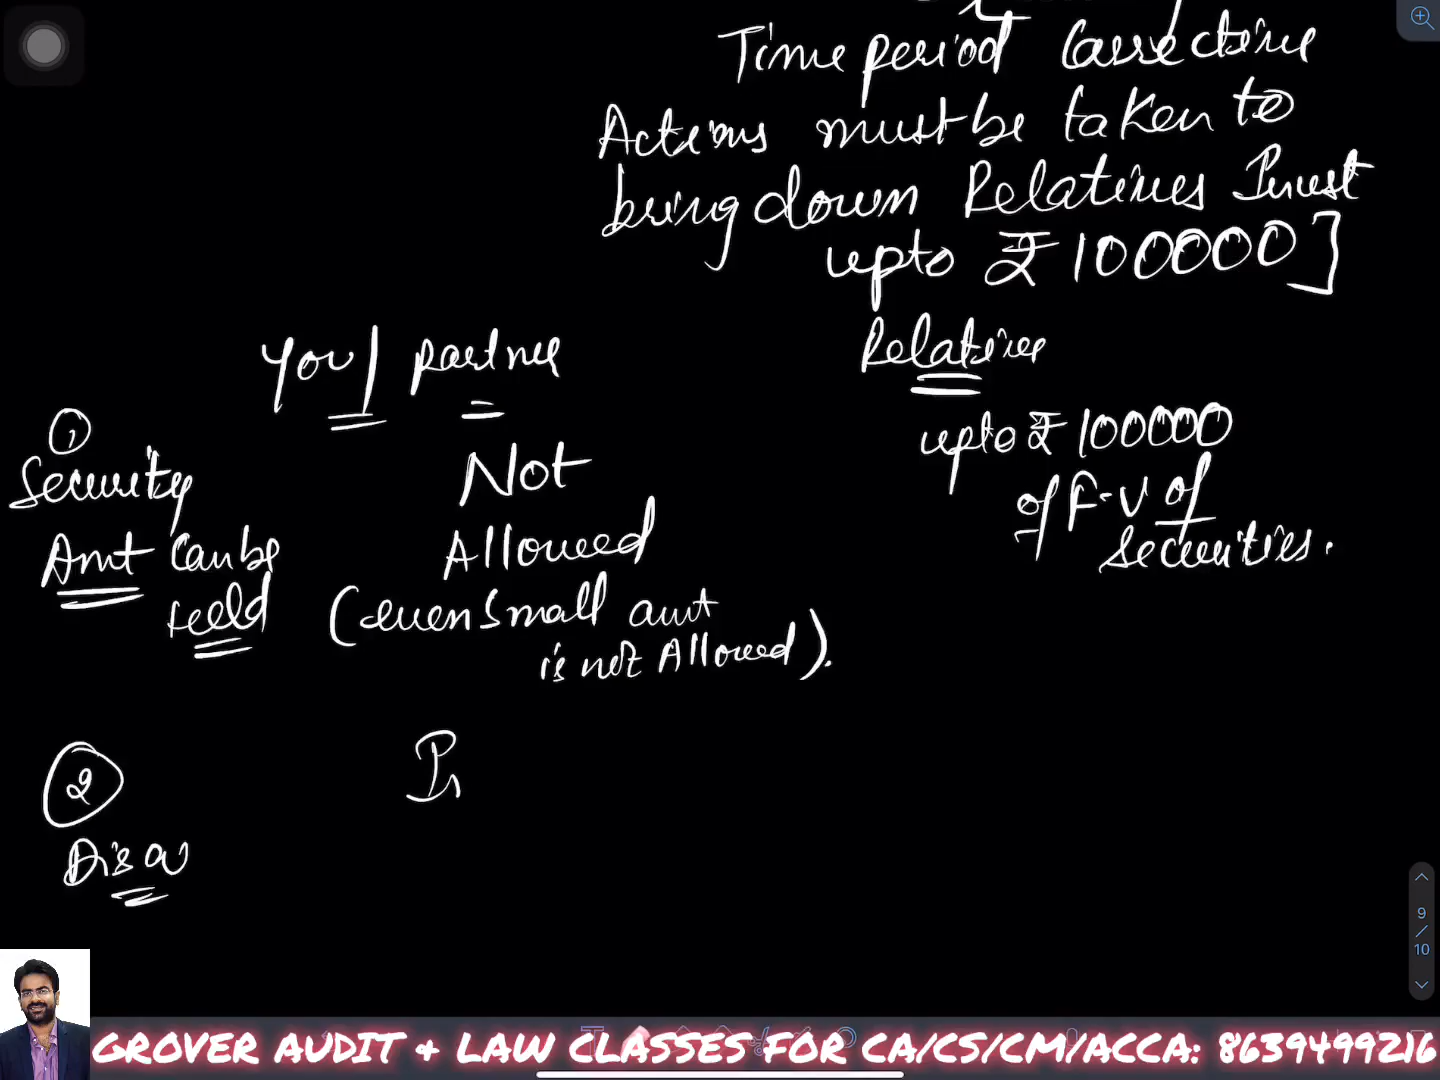 Time period Corrective
Actions must be taken to
bring down Relatives Invest
upto ₹ 100000]
You / partner
Relative
①
Security
Amt can be
held
Not
Allowed
(even small amt
is not Allowed).
upto ₹ 100000
of F.V of
Securities.
②
Disq
In
9
/
10
GROVER AUDIT & LAW CLASSES FOR CA/CS/CM/ACCA: 8639499216